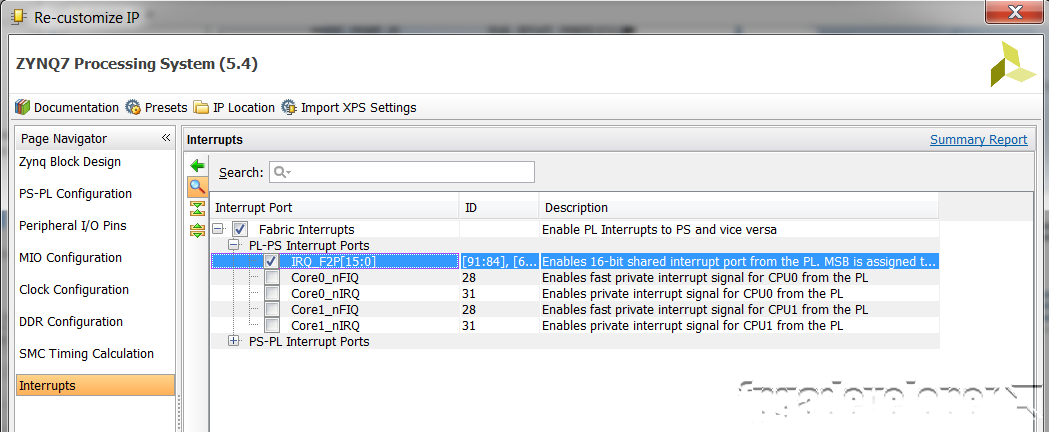 Re-customize IP
ZYNQ7 Processing System (5.4)
Documentation Presets IP Location Import XPS Settings
Page Navigator
Zynq Block Design
PS-PL Configuration
Peripheral I/O Pins
MIO Configuration
Clock Configuration
DDR Configuration
SMC Timing Calculation
Interrupts
Interrupts Summary Report
Search:
Interrupt Port ID Description
Fabric Interrupts Enable PL Interrupts to PS and vice versa
PL-PS Interrupt Ports
IRQ_F2P[15:0] [91:84], [6... Enables 16-bit shared interrupt port from the PL. MSB is assigned t...
Core0_nFIQ 28 Enables fast private interrupt signal for CPU0 from the PL
Core0_nIRQ 31 Enables private interrupt signal for CPU0 from the PL
Core1_nFIQ 28 Enables fast private interrupt signal for CPU1 from the PL
Core1_nIRQ 31 Enables private interrupt signal for CPU1 from the PL
PS-PL Interrupt Ports